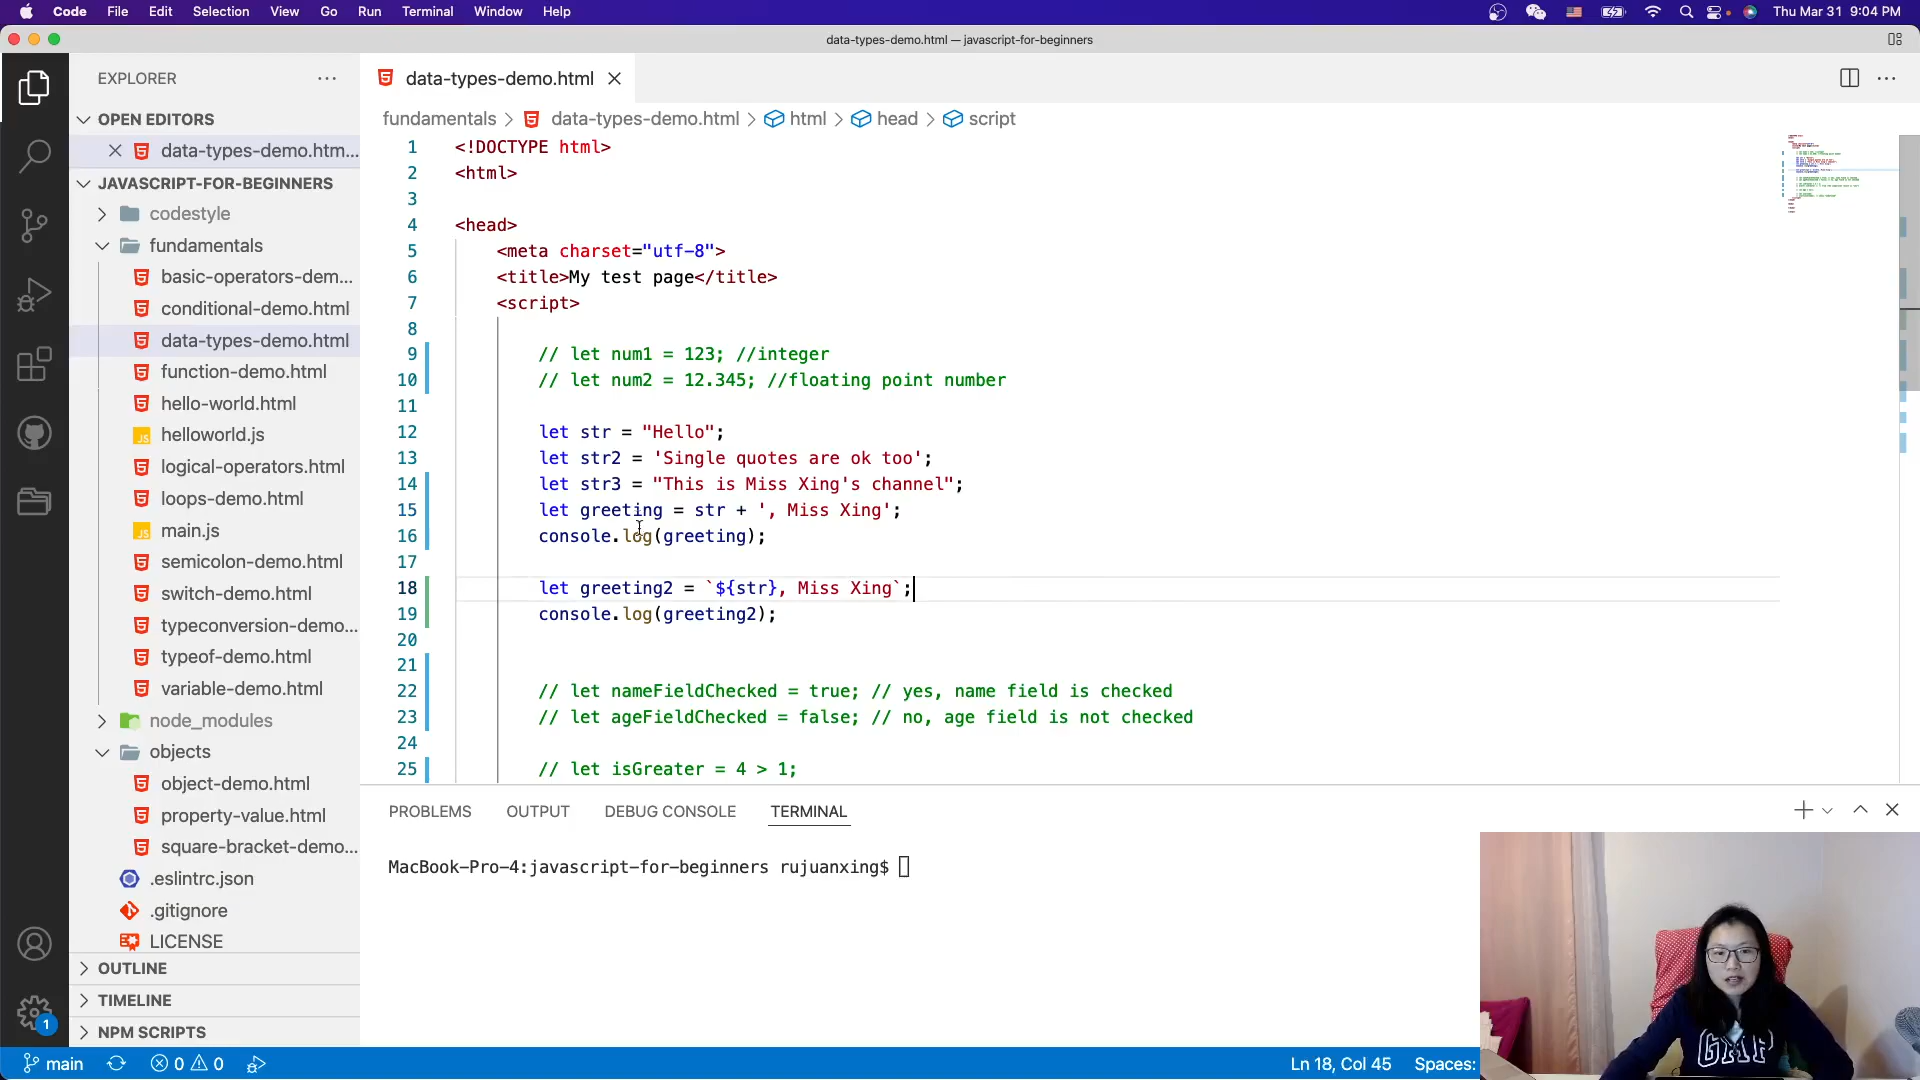 Code File Edit Selection View Go Run Terminal Window Help Thu Mar 31 9:04 PM
data-types-demo.html — javascript-for-beginners
EXPLORER
OPEN EDITORS
data-types-demo.htm...
JAVASCRIPT-FOR-BEGINNERS
codestyle
fundamentals
basic-operators-dem...
conditional-demo.html
data-types-demo.html
function-demo.html
hello-world.html
helloworld.js
logical-operators.html
loops-demo.html
main.js
semicolon-demo.html
switch-demo.html
typeconversion-demo...
typeof-demo.html
variable-demo.html
node_modules
objects
object-demo.html
property-value.html
square-bracket-demo...
.eslintrc.json
.gitignore
LICENSE
OUTLINE
TIMELINE
NPM SCRIPTS
data-types-demo.html
fundamentals > data-types-demo.html > html > head > script
1 <!DOCTYPE html>
2 <html>
3
4 <head>
5 <meta charset="utf-8">
6 <title>My test page</title>
7 <script>
8
9 // let num1 = 123; //integer
10 // let num2 = 12.345; //floating point number
11
12 let str = "Hello";
13 let str2 = 'Single quotes are ok too';
14 let str3 = "This is Miss Xing's channel";
15 let greeting = str + ', Miss Xing';
16 console.log(greeting);
17
18 let greeting2 = `${str}, Miss Xing`;
19 console.log(greeting2);
20
21
22 // let nameFieldChecked = true; // yes, name field is checked
23 // let ageFieldChecked = false; // no, age field is not checked
24
25 // let isGreater = 4 > 1;
PROBLEMS OUTPUT DEBUG CONSOLE TERMINAL
MacBook-Pro-4:javascript-for-beginners rujuanxing$
GAP
1
main 0 0 Ln 18, Col 45 Spaces: